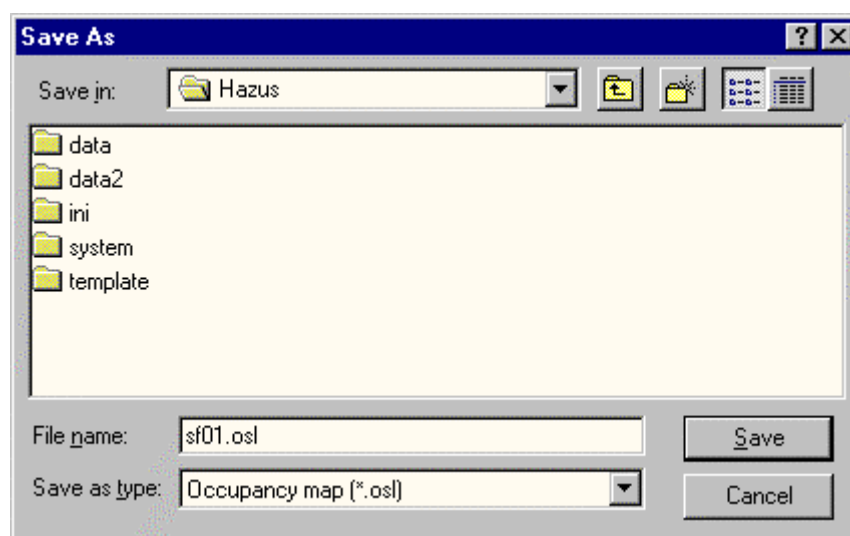 Save As
Save in: Hazus
data
data2
ini
system
template
File name: sf01.osl Save
Save as type: Occupancy map (*.osl) Cancel